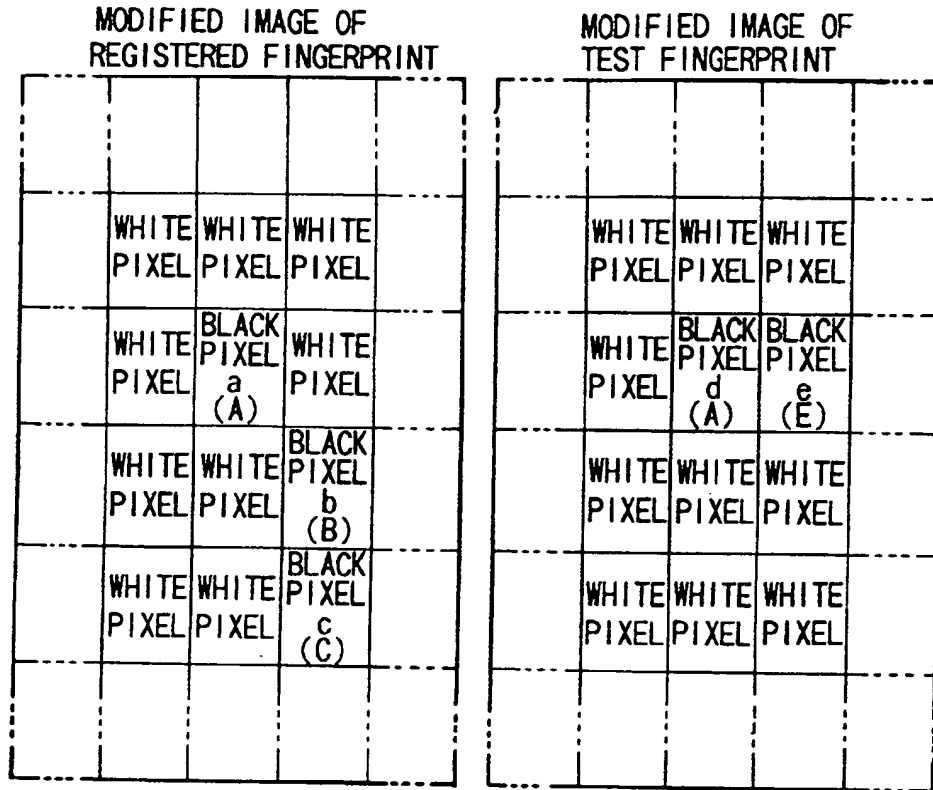 MODIFIED IMAGE OF
REGISTERED FINGERPRINT
WHITE PIXEL WHITE PIXEL WHITE PIXEL
WHITE PIXEL BLACK PIXEL a (A) WHITE PIXEL
WHITE PIXEL WHITE PIXEL BLACK PIXEL b (B)
WHITE PIXEL WHITE PIXEL BLACK PIXEL c (C)
MODIFIED IMAGE OF
TEST FINGERPRINT
WHITE PIXEL WHITE PIXEL WHITE PIXEL
WHITE PIXEL BLACK PIXEL d (A) BLACK PIXEL e (E)
WHITE PIXEL WHITE PIXEL WHITE PIXEL
WHITE PIXEL WHITE PIXEL WHITE PIXEL